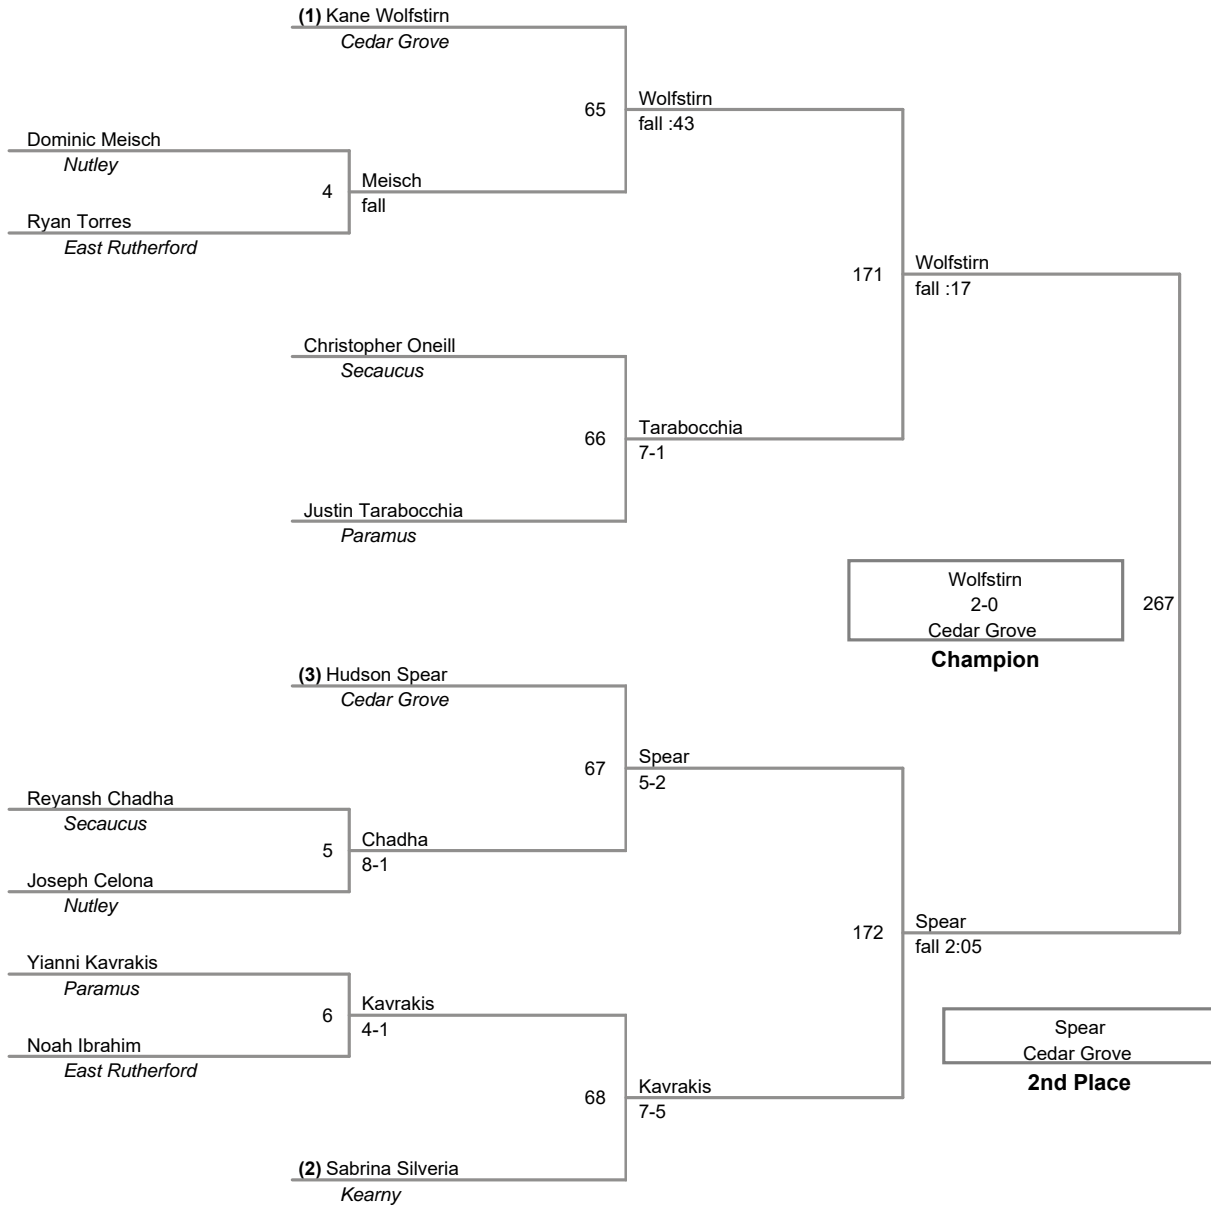 (1) Kane Wolfstirn
Cedar Grove
65
Wolfstirn
fall :43
Dominic Meisch
Nutley
4
Meisch
fall
Ryan Torres
East Rutherford
171
Wolfstirn
fall :17
Christopher Oneill
Secaucus
66
Tarabocchia
7-1
Justin Tarabocchia
Paramus
Wolfstirn
2-0
Cedar Grove
Champion
267
(3) Hudson Spear
Cedar Grove
67
Spear
5-2
Reyansh Chadha
Secaucus
5
Chadha
8-1
Joseph Celona
Nutley
172
Spear
fall 2:05
Yianni Kavrakis
Paramus
6
Kavrakis
4-1
Noah Ibrahim
East Rutherford
Spear
Cedar Grove
2nd Place
68
Kavrakis
7-5
(2) Sabrina Silveria
Kearny